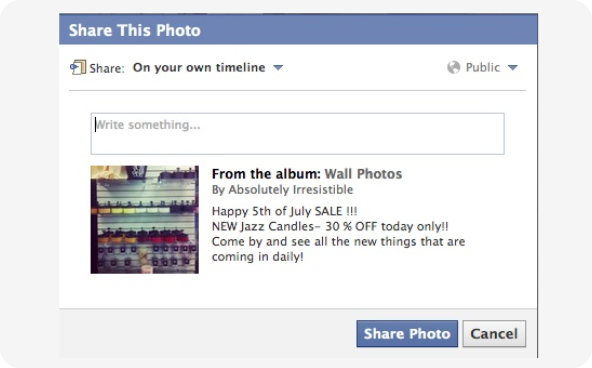 Share This Photo
Share: On your own timeline
Public
Write something...
From the album: Wall Photos
By Absolutely Irresistible
Happy 5th of July SALE !!!
NEW Jazz Candles- 30 % OFF today only!!
Come by and see all the new things that are
coming in daily!
Share Photo Cancel